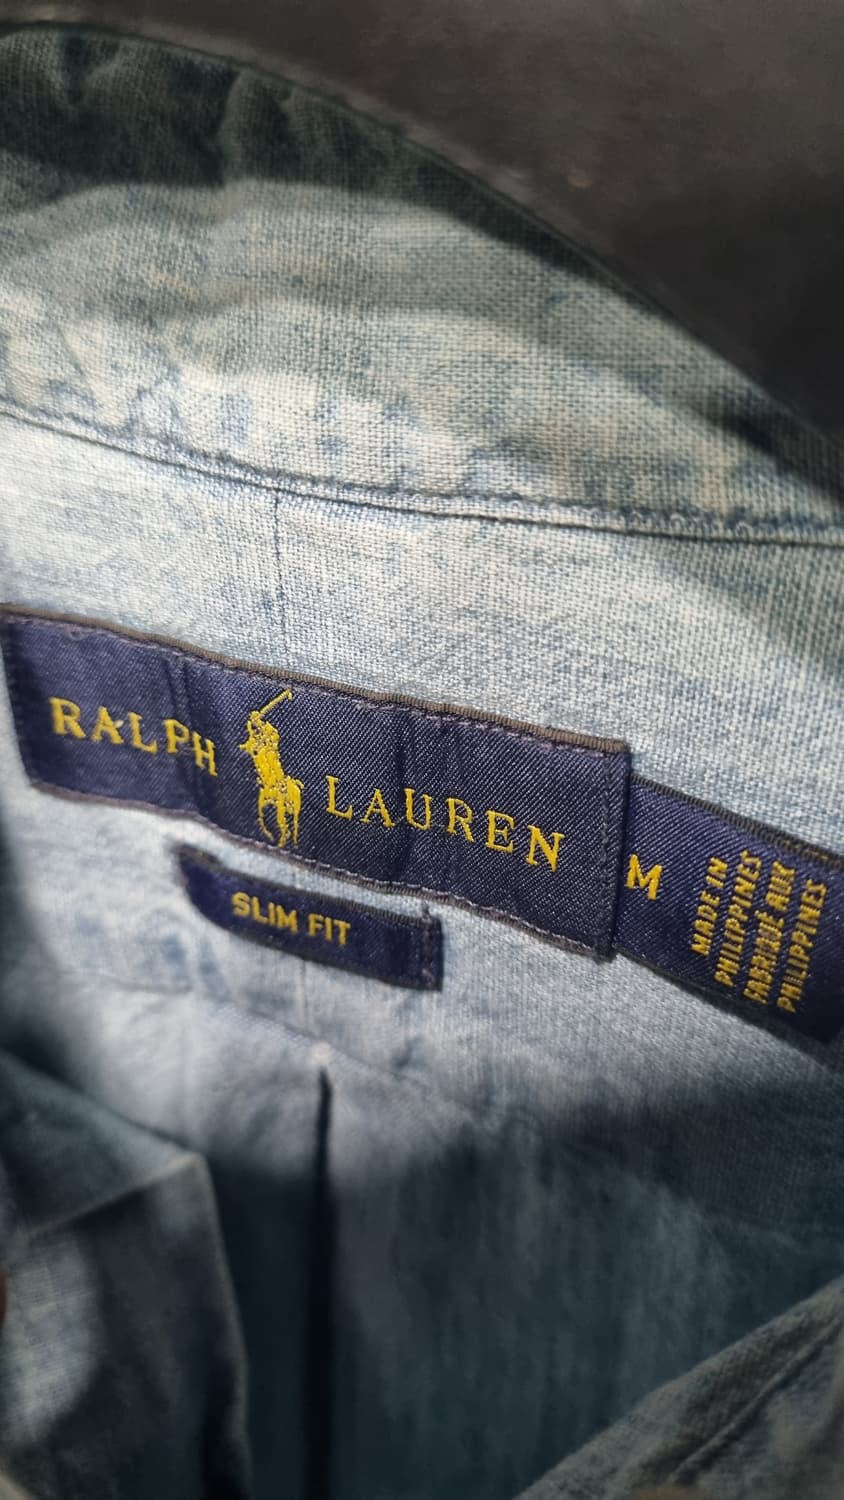 RALPH LAUREN
SLIM FIT
M
MADE IN
PHILIPPINES
FABRIQUÉ AUX
PHILIPPINES